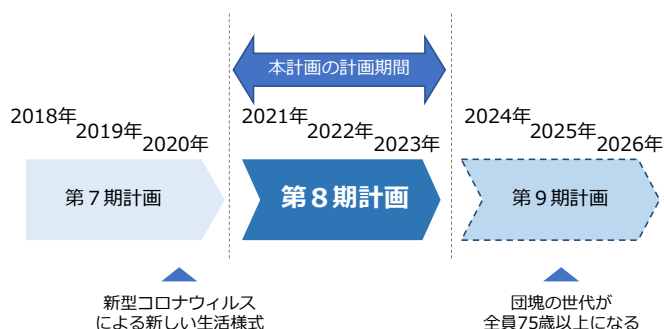 本計画の計画期間
2018年
2019年
2020年
2021年
2022年
2023年
2024年
2025年
2026年
第７期計画
第８期計画
第９期計画
新型コロナウィルス
による新しい生活様式
団塊の世代が
全員75歳以上になる